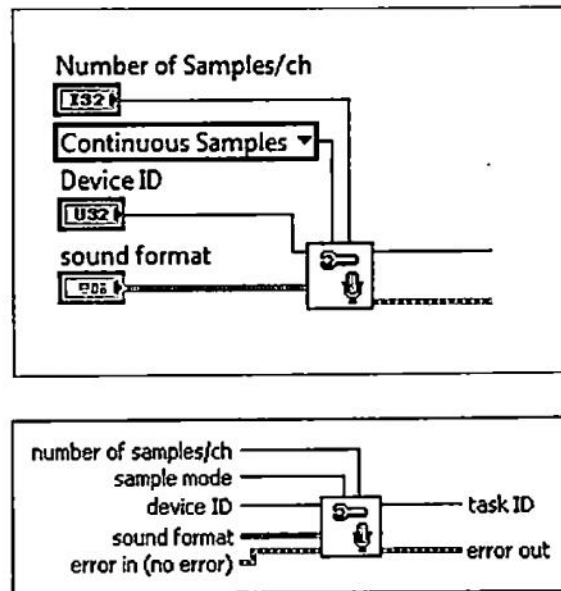 Number of Samples/ch
I32
Continuous Samples
Device ID
U32
sound format
number of samples/ch
sample mode
device ID
task ID
sound format
error out
error in (no error)